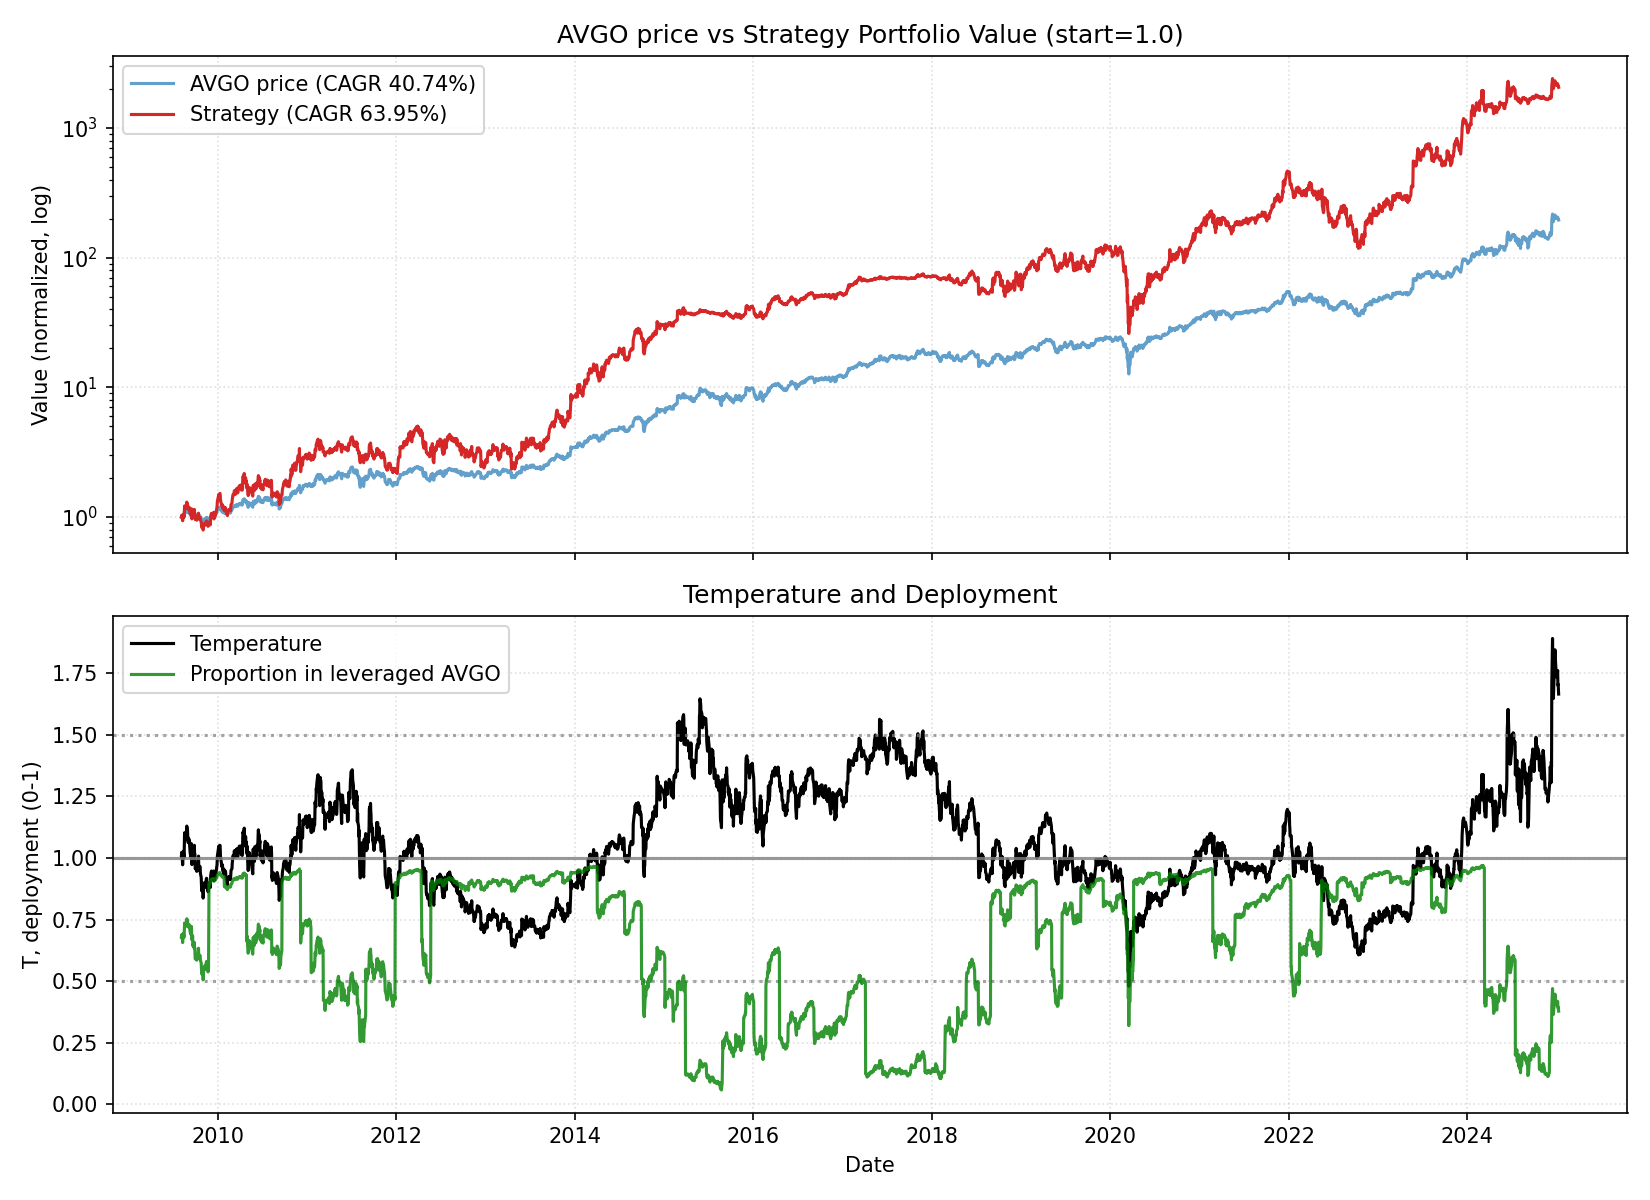 AVGO price vs Strategy Portfolio Value (start=1.0)
AVGO price (CAGR 40.74%)
Strategy (CAGR 63.95%)
Value (normalized, log)
10³
10²
10¹
10⁰
Temperature and Deployment
Temperature
Proportion in leveraged AVGO
T, deployment (0-1)
1.75
1.50
1.25
1.00
0.75
0.50
0.25
0.00
2010 2012 2014 2016 2018 2020 2022 2024
Date